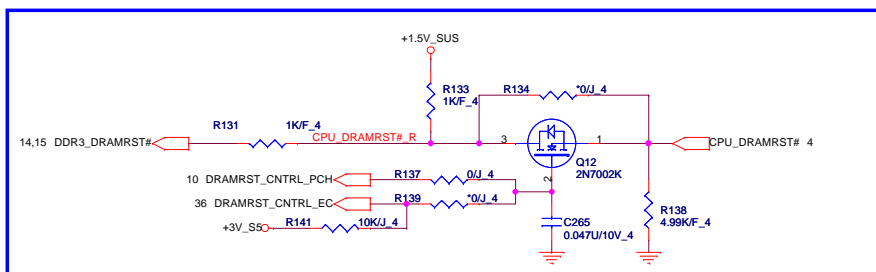 +1.5V_SUS
R133
1K/F_4
R134
*0/J_4
R131
1K/F_4
CPU_DRAMRST#_R
3
1
14,15 DDR3_DRAMRST#
CPU_DRAMRST# 4
Q12
2N7002K
2
10 DRAMRST_CNTRL_PCH
R137
0/J_4
36 DRAMRST_CNTRL_EC
R139
*0/J_4
+3V_S5
R141
10K/J_4
C265
0.047U/10V_4
R138
4.99K/F_4